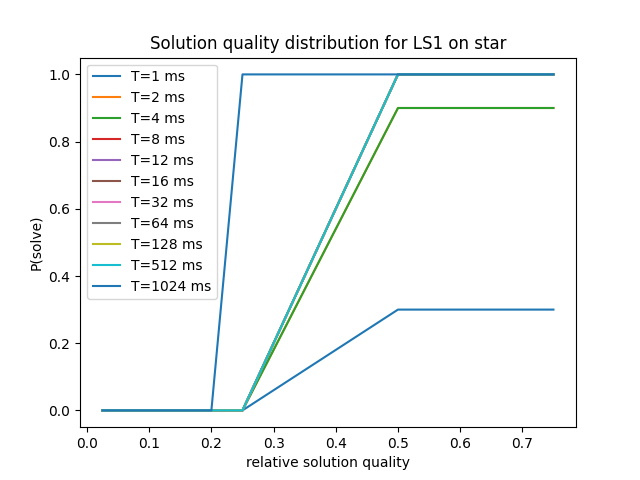 Solution quality distribution for LS1 on star
T=1 ms
T=2 ms
T=4 ms
T=8 ms
T=12 ms
T=16 ms
T=32 ms
T=64 ms
T=128 ms
T=512 ms
T=1024 ms
P(solve)
1.0
0.8
0.6
0.4
0.2
0.0
0.0 0.1 0.2 0.3 0.4 0.5 0.6 0.7
relative solution quality